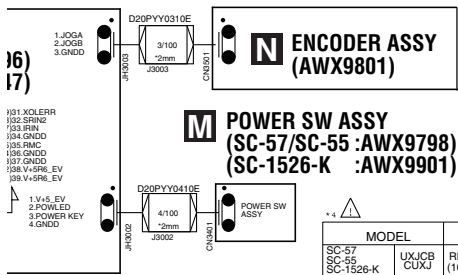 D20PYY0310E
1.JOGA
2.JOGB
3.GNDD
3/100
*2mm
JH3003
J3003
CN3501
N ENCODER ASSY
(AWX9801)
96)
47)
31.XOLERR
32.SRIN2
33.IRIN
34.GNDD
35.RMC
36.GNDD
37.GNDD
38.V+5R6_EV
39.V+5R6_EV
M POWER SW ASSY
(SC-57/SC-55 :AWX9798)
(SC-1526-K :AWX9901)
D20PYY0410E
1.V+5_EV
2.POWLED
3.POWER KEY
4.GNDD
4/100
*2mm
JH3002
J3002
CN3401
POWER SW
ASSY
*4
MODEL
SC-57
SC-55
SC-1526-K
UXJCB
CUXJ